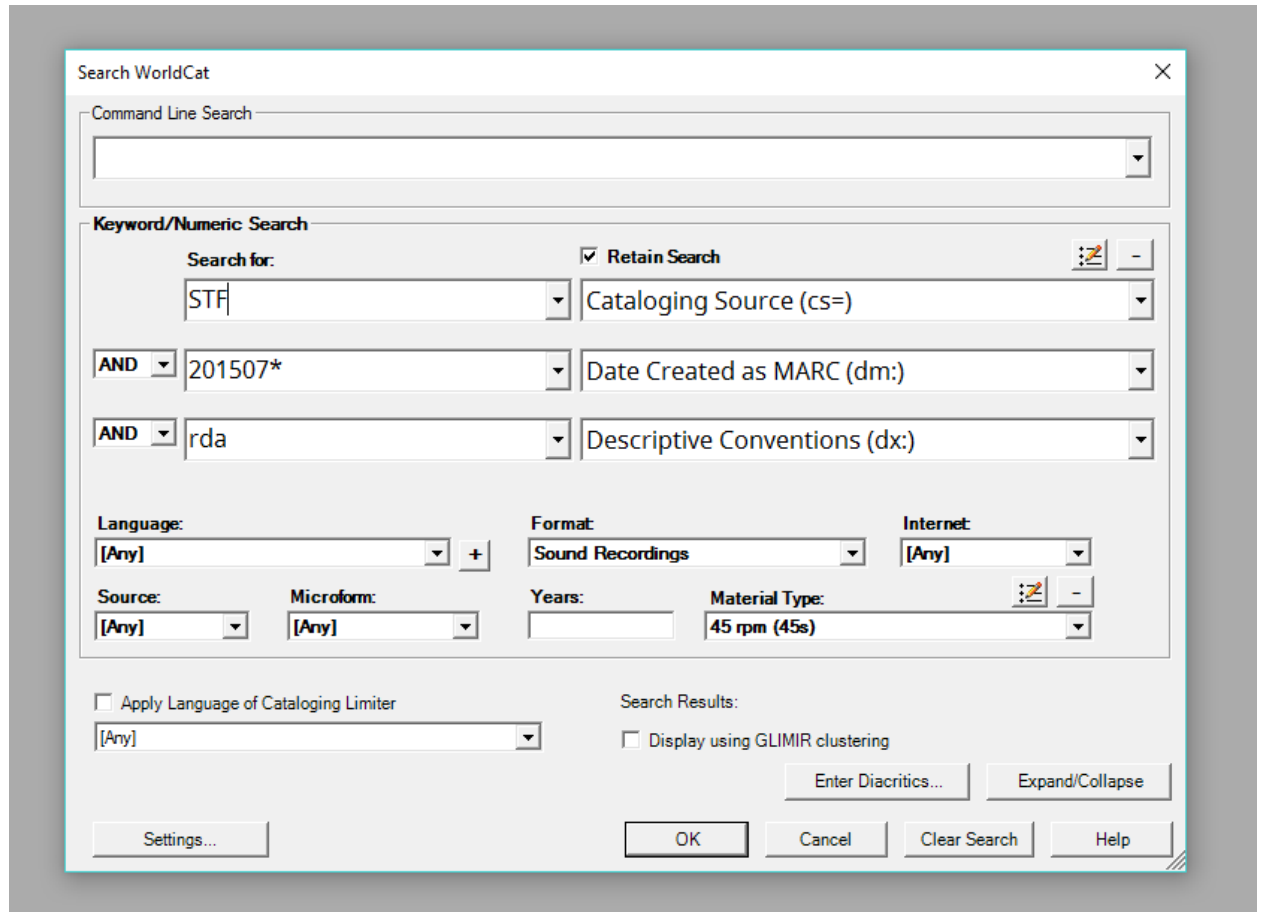 Search WorldCat
Command Line Search
Keyword/Numeric Search
Search for:
Retain Search
-
STF
Cataloging Source (cs=)
AND
201507*
Date Created as MARC (dm:)
AND
rda
Descriptive Conventions (dx:)
Language:
Format:
Internet:
[Any]
+
Sound Recordings
[Any]
Source:
Microform:
Years:
Material Type:
-
[Any]
[Any]
45 rpm (45s)
Apply Language of Cataloging Limiter
Search Results:
[Any]
Display using GLIMIR clustering
Enter Diacritics...
Expand/Collapse
Settings...
OK
Cancel
Clear Search
Help